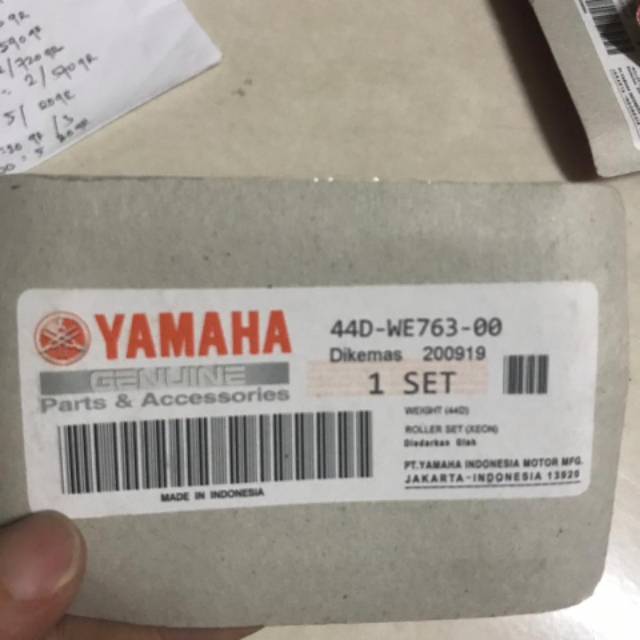 YAMAHA
GENUINE
Parts & Accessories
MADE IN INDONESIA
44D-WE763-00
Dikemas 200919
1 SET
WEIGHT (44D)
ROLLER SET (XEON)
Diedarkan Oleh
PT.YAMAHA INDONESIA MOTOR MFG.
JAKARTA-INDONESIA 13920